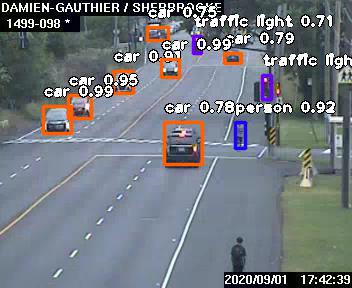 DAMIEN-GAUTHIER / SHERBROOKE
1499-098 *
car 0.75
traffic light 0.71
car 0.99
car 0.79
car 0.91
traffic light
car 0.95
car 0.99
car 0.78
person 0.92
2020/09/01 17:42:39